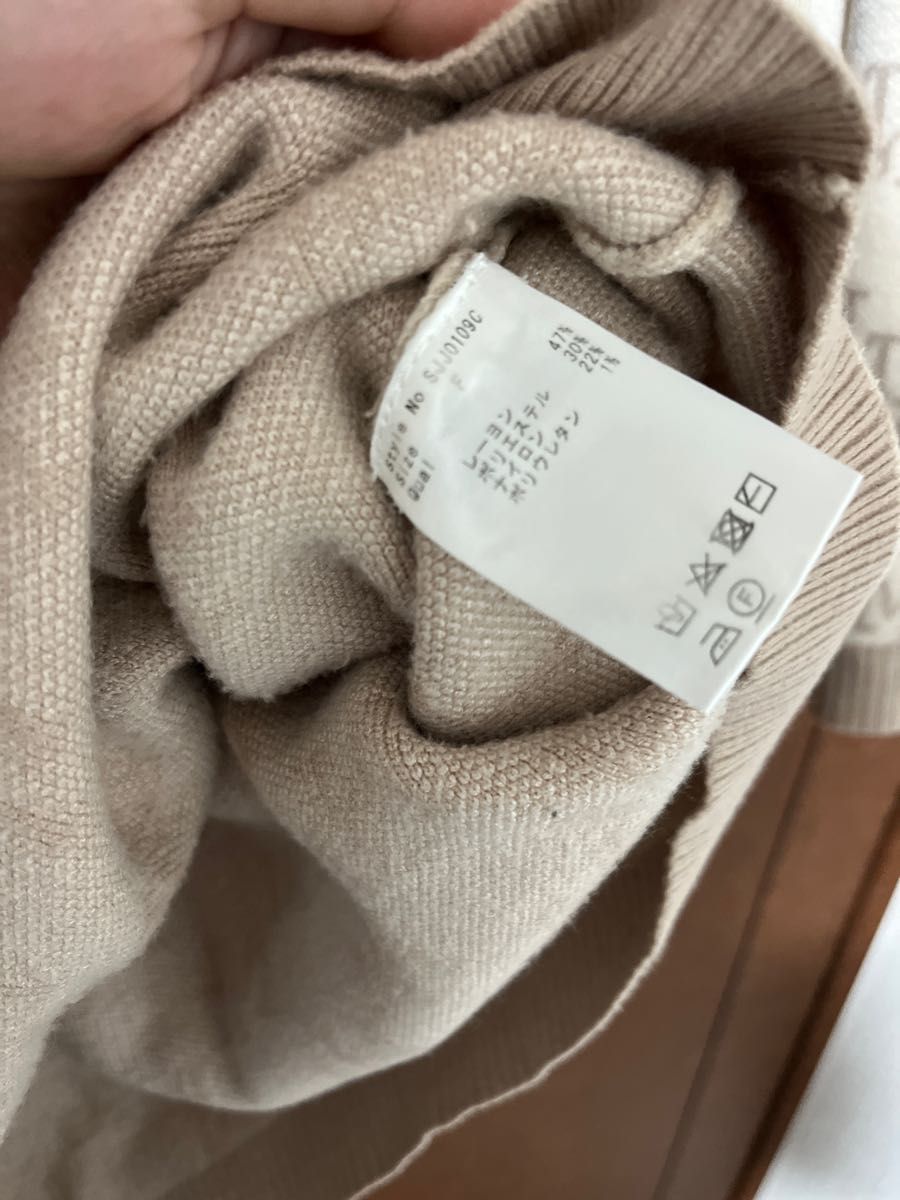 Style No SJJ0109C
Size F
Qual
レーヨン 47%
ポリエステル 30%
ナイロン 22%
ポリウレタン 1%
F